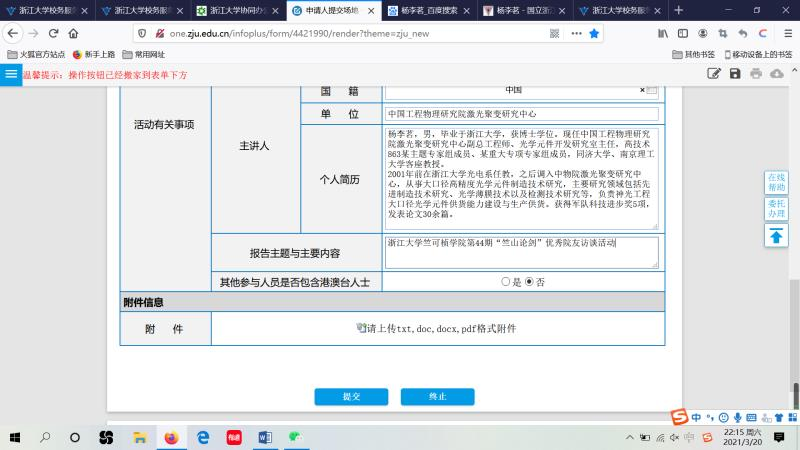 浙江大学校务服务
浙江大学校务服务
浙江大学协同办公
申请人提交场地
杨李茗_百度搜索
杨李茗 - 国立浙江
浙江大学校务服务
one.zju.edu.cn/infoplus/form/4421990/render?theme=zju_new
火狐官方站点 新手上路 常用网址 其他书签 移动设备上的书签
温馨提示：操作按钮已经搬家到表单下方
国 籍 中国
活动有关事项
单 位 中国工程物理研究院激光聚变研究中心
主讲人
个人简历
杨李茗，男，毕业于浙江大学，获博士学位。现任中国工程物理研究
院激光聚变研究中心副总工程师、光学元件开发研究室主任，高技术
863某主题专家组成员、某重大专项专家组成员，同济大学、南京理工
大学客座教授。
2001年前在浙江大学光电系任教，之后调入中物院激光聚变研究中
心，从事大口径高精度光学元件制造技术研究，主要研究领域包括先
进制造技术研究、光学薄膜技术以及检测技术研究等，负责神光工程
大口径光学元件供货能力建设与生产供货。获得军队科技进步奖5项，
发表论文30余篇。
在线
帮助
委托
办理
报告主题与主要内容 浙江大学竺可桢学院第44期“竺山论剑”优秀院友访谈活动
其他参与人员是否包含港澳台人士 是 否
附件信息
附 件 请上传txt,doc,docx,pdf格式附件
提交 终止
中
有道
中
22:15 周六
2021/3/20